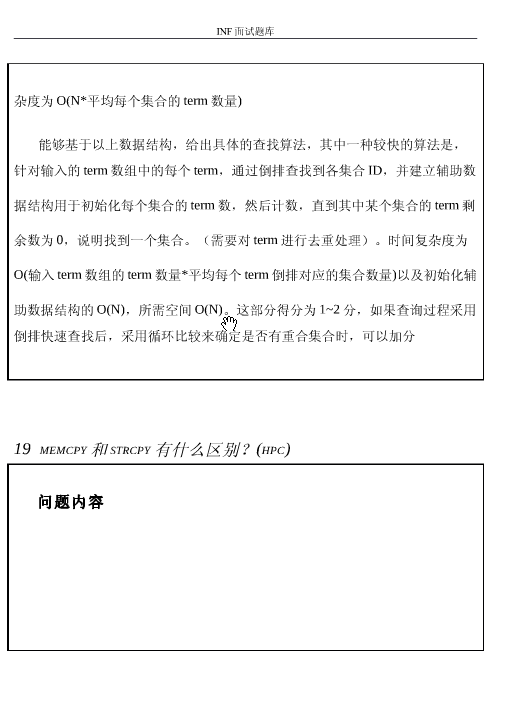 INF 面试题库
杂度为 O(N*平均每个集合的 term 数量)
能够基于以上数据结构，给出具体的查找算法，其中一种较快的算法是，
针对输入的 term 数组中的每个 term，通过倒排查找到各集合 ID，并建立辅助数
据结构用于初始化每个集合的 term 数，然后计数，直到其中某个集合的 term 剩
余数为 0，说明找到一个集合。（需要对 term 进行去重处理）。时间复杂度为
O(输入 term 数组的 term 数量*平均每个 term 倒排对应的集合数量)以及初始化辅
助数据结构的 O(N)，所需空间 O(N)。这部分得分为 1~2 分，如果查询过程采用
倒排快速查找后，采用循环比较来确定是否有重合集合时，可以加分
19 MEMCPY 和 STRCPY 有什么区别？(HPC)
问题内容